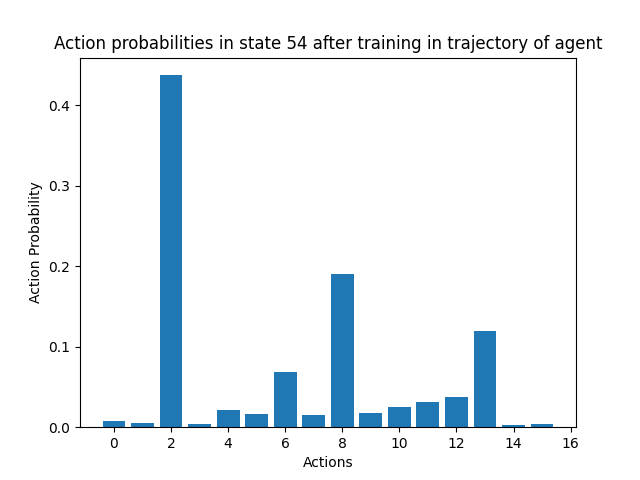 Action probabilities in state 54 after training in trajectory of agent
Action Probability
0.4
0.3
0.2
0.1
0.0
0 2 4 6 8 10 12 14 16
Actions